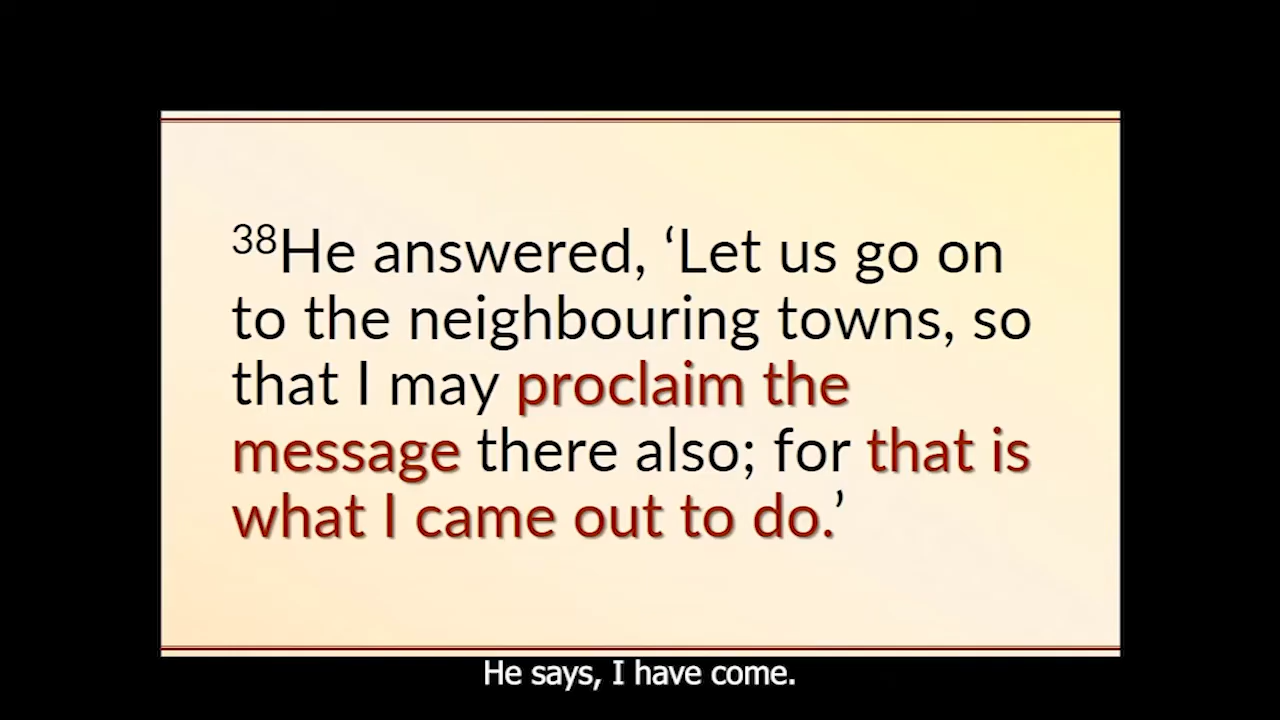 ³⁸He answered, ‘Let us go on
to the neighbouring towns, so
that I may proclaim the
message there also; for that is
what I came out to do.’
He says, I have come.